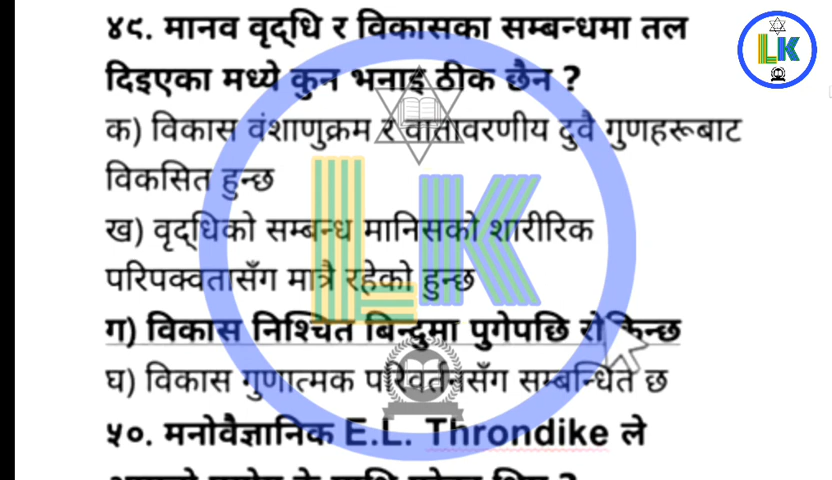 ४९. मानव वृद्धि र विकासका सम्बन्धमा तल
दिइएका मध्ये कुन भनाई ठीक छैन ?
क) विकास वंशाणुक्रम र वातावरणीय दुवै गुणहरूबाट
विकसित हुन्छ
ख) वृद्धिको सम्बन्ध मानिसको शारीरिक
परिपक्वतासँग मात्रै रहेको हुन्छ
ग) विकास निश्चित बिन्दुमा पुगेपछि रोकिन्छ
घ) विकास गुणात्मक परिवर्तनसँग सम्बन्धित छ
५०. मनोवैज्ञानिक E.L. Throndike ले
LK
LK